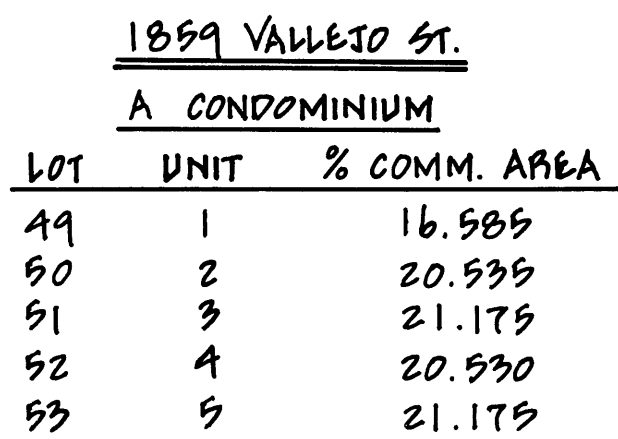 1859 VALLEJO ST.
A CONDOMINIUM
LOT UNIT % COMM. AREA
49 1 16.585
50 2 20.535
51 3 21.175
52 4 20.530
53 5 21.175